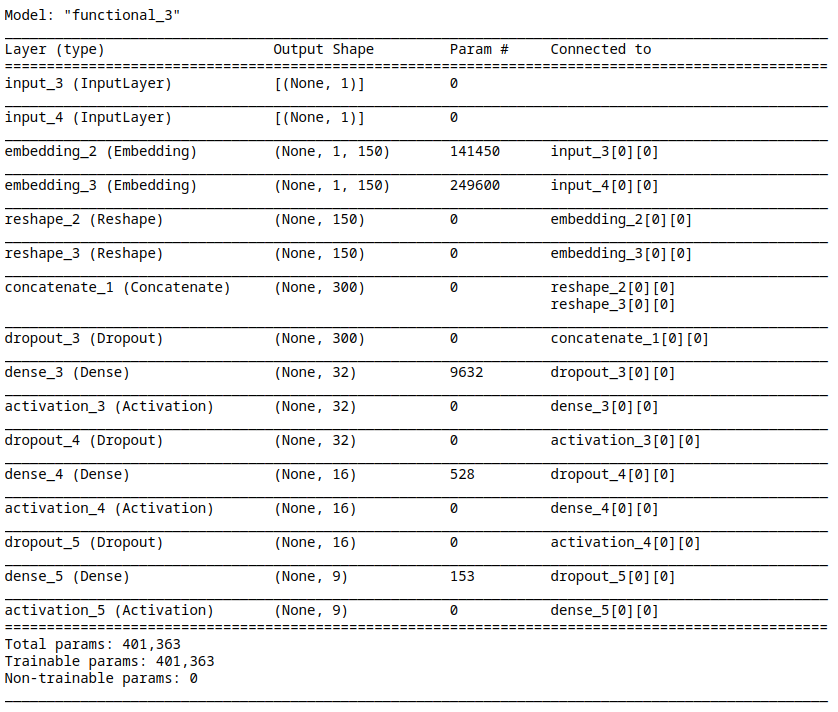 Model: "functional_3"
Layer (type) Output Shape Param # Connected to
input_3 (InputLayer) [(None, 1)] 0
input_4 (InputLayer) [(None, 1)] 0
embedding_2 (Embedding) (None, 1, 150) 141450 input_3[0][0]
embedding_3 (Embedding) (None, 1, 150) 249600 input_4[0][0]
reshape_2 (Reshape) (None, 150) 0 embedding_2[0][0]
reshape_3 (Reshape) (None, 150) 0 embedding_3[0][0]
concatenate_1 (Concatenate) (None, 300) 0 reshape_2[0][0]
reshape_3[0][0]
dropout_3 (Dropout) (None, 300) 0 concatenate_1[0][0]
dense_3 (Dense) (None, 32) 9632 dropout_3[0][0]
activation_3 (Activation) (None, 32) 0 dense_3[0][0]
dropout_4 (Dropout) (None, 32) 0 activation_3[0][0]
dense_4 (Dense) (None, 16) 528 dropout_4[0][0]
activation_4 (Activation) (None, 16) 0 dense_4[0][0]
dropout_5 (Dropout) (None, 16) 0 activation_4[0][0]
dense_5 (Dense) (None, 9) 153 dropout_5[0][0]
activation_5 (Activation) (None, 9) 0 dense_5[0][0]
Total params: 401,363
Trainable params: 401,363
Non-trainable params: 0